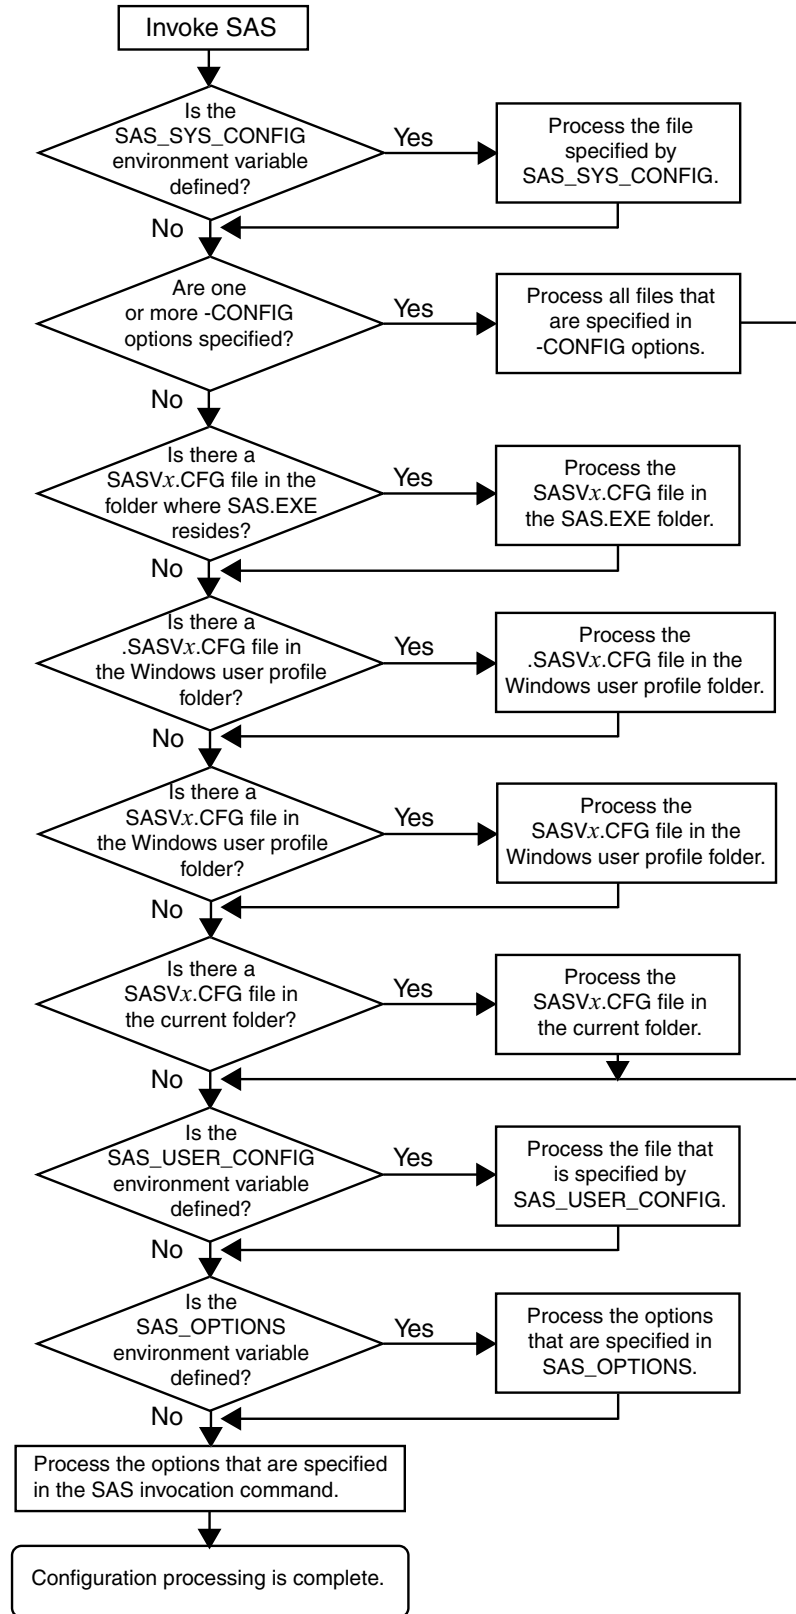 Invoke SAS
Is the
SAS_SYS_CONFIG
environment variable
defined?
Yes
Process the file
specified by
SAS_SYS_CONFIG.
No
Are one
or more -CONFIG
options specified?
Yes
Process all files that
are specified in
-CONFIG options.
No
Is there a
SASVx.CFG file in the
folder where SAS.EXE
resides?
Yes
Process the
SASVx.CFG file in
the SAS.EXE folder.
No
Is there a
.SASVx.CFG file in
the Windows user profile
folder?
Yes
Process the
.SASVx.CFG file in the
Windows user profile folder.
No
Is there a
SASVx.CFG file in
the Windows user profile
folder?
Yes
Process the
SASVx.CFG file in the
Windows user profile folder.
No
Is there a
SASVx.CFG file in
the current folder?
Yes
Process the
SASVx.CFG file in
the current folder.
No
Is the
SAS_USER_CONFIG
environment variable
defined?
Yes
Process the file that
is specified by
SAS_USER_CONFIG.
No
Is the
SAS_OPTIONS
environment variable
defined?
Yes
Process the options
that are specified in
SAS_OPTIONS.
No
Process the options that are specified
in the SAS invocation command.
Configuration processing is complete.